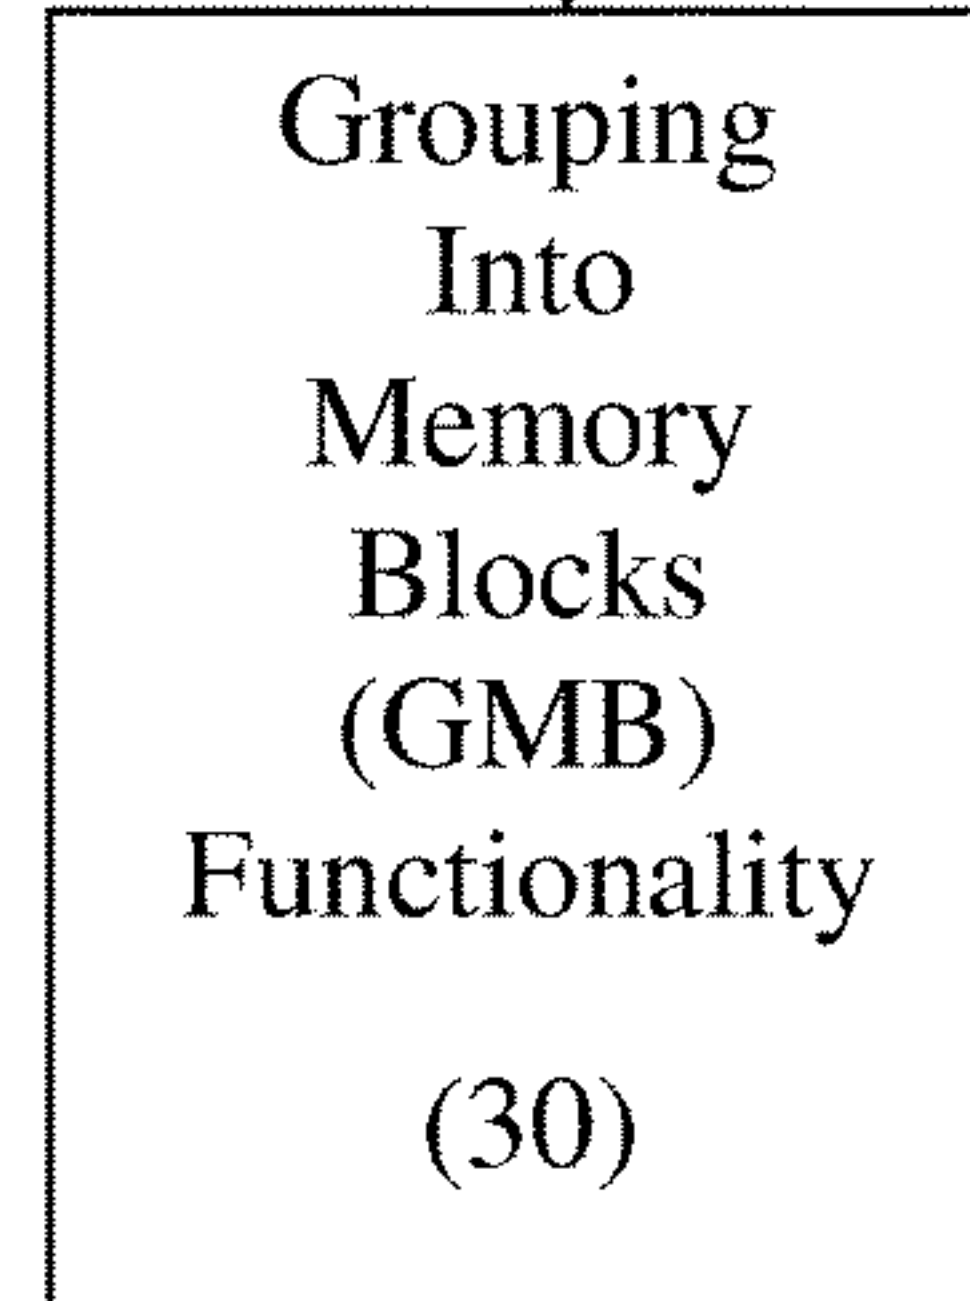 Grouping
Into
Memory
Blocks
(GMB)
Functionality
(30)